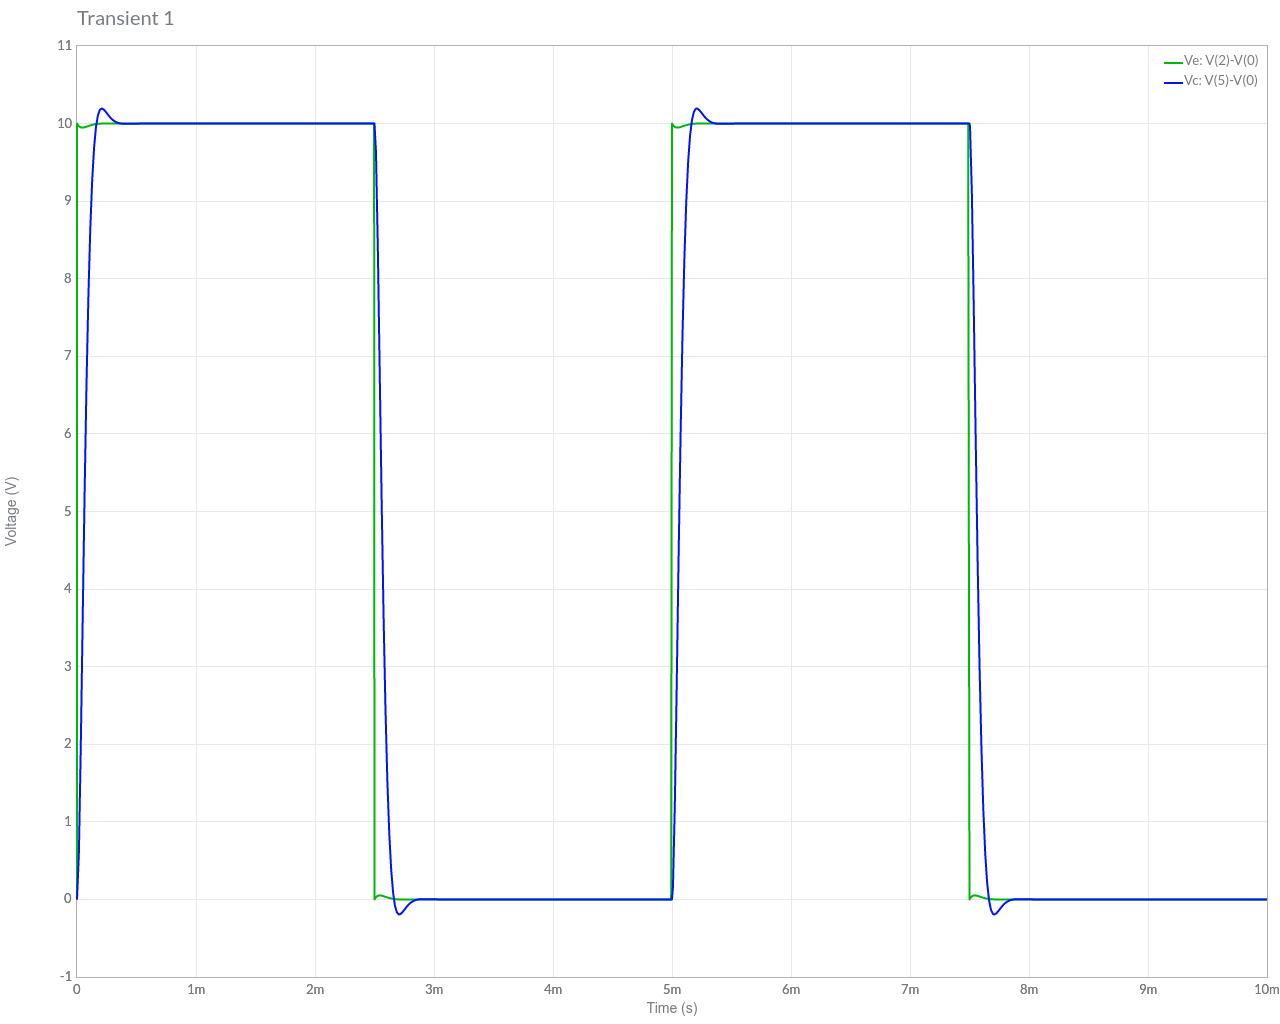 Transient 1
Ve: V(2)-V(0)
Vc: V(5)-V(0)
11
10
9
8
7
6
5
4
3
2
1
0
-1
Voltage (V)
0 1m 2m 3m 4m 5m 6m 7m 8m 9m 10m
Time (s)